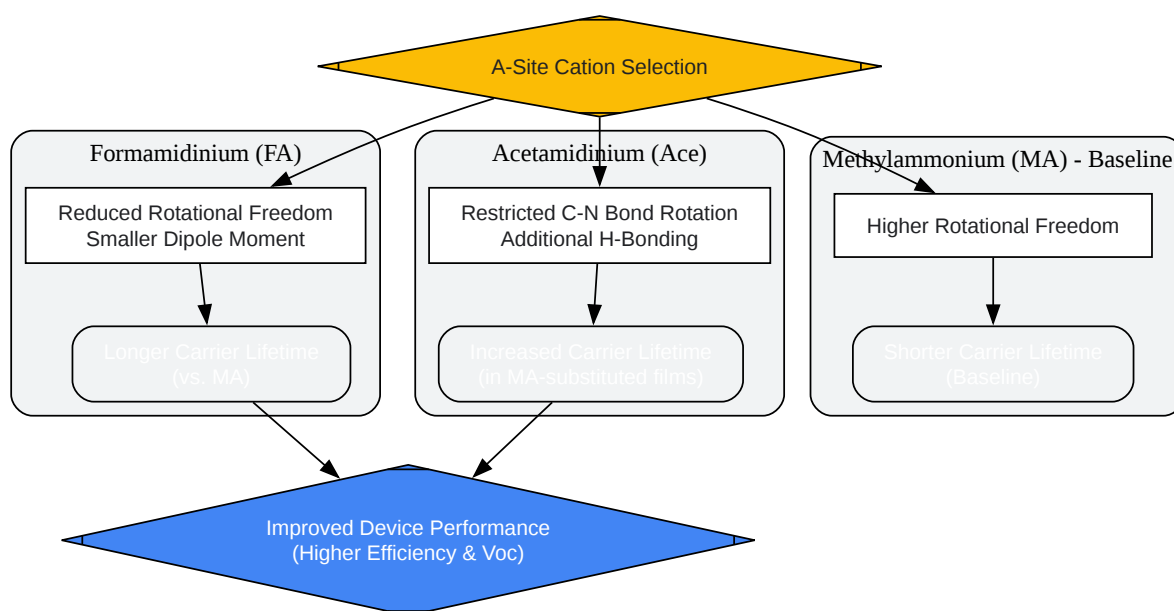 A-Site Cation Selection
Formamidinium (FA)
Reduced Rotational Freedom
Smaller Dipole Moment
Longer Carrier Lifetime
(vs. MA)
Acetamidinium (Ace)
Restricted C-N Bond Rotation
Additional H-Bonding
Increased Carrier Lifetime
(in MA-substituted films)
Methylammonium (MA) - Baseline
Higher Rotational Freedom
Shorter Carrier Lifetime
(Baseline)
Improved Device Performance
(Higher Efficiency & Voc)